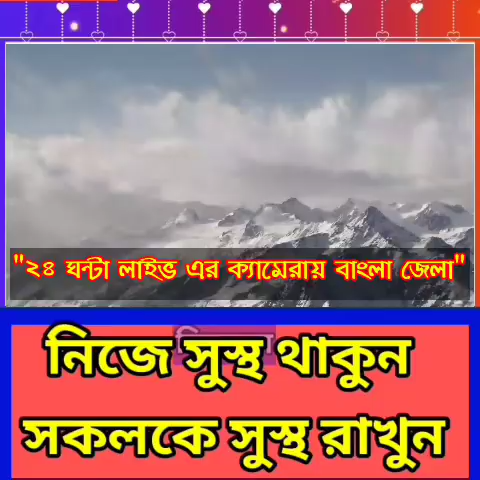 "২৪ ঘন্টা লাইভ এর ক্যামেরায় বাংলা জেলা"
নিজে সুস্থ থাকুন
সকলকে সুস্থ রাখুন